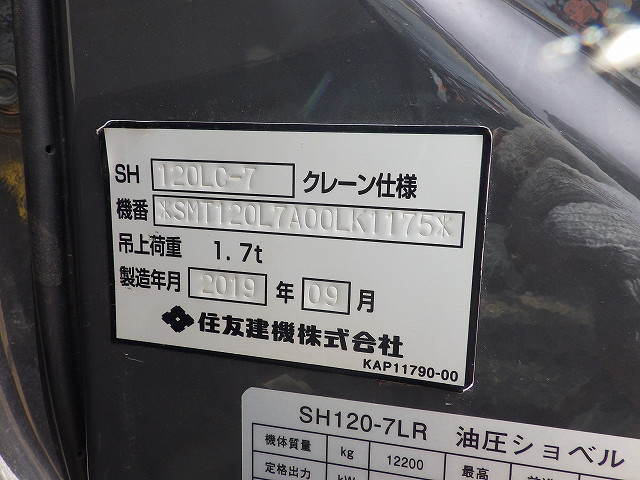 SH 120LC-7 クレーン仕様
機番 *SMT120L7A00LK1175*
吊上荷重 1.7t
製造年月 2019 年 09 月
住友建機株式会社
KAP11790-00
SH120-7LR 油圧ショベル
機体質量 kg 12200 最高
定格出力 kW